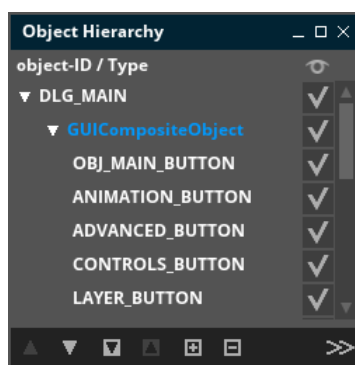 Object Hierarchy
object-ID / Type
DLG_MAIN
GUICompositeObject
OBJ_MAIN_BUTTON
ANIMATION_BUTTON
ADVANCED_BUTTON
CONTROLS_BUTTON
LAYER_BUTTON